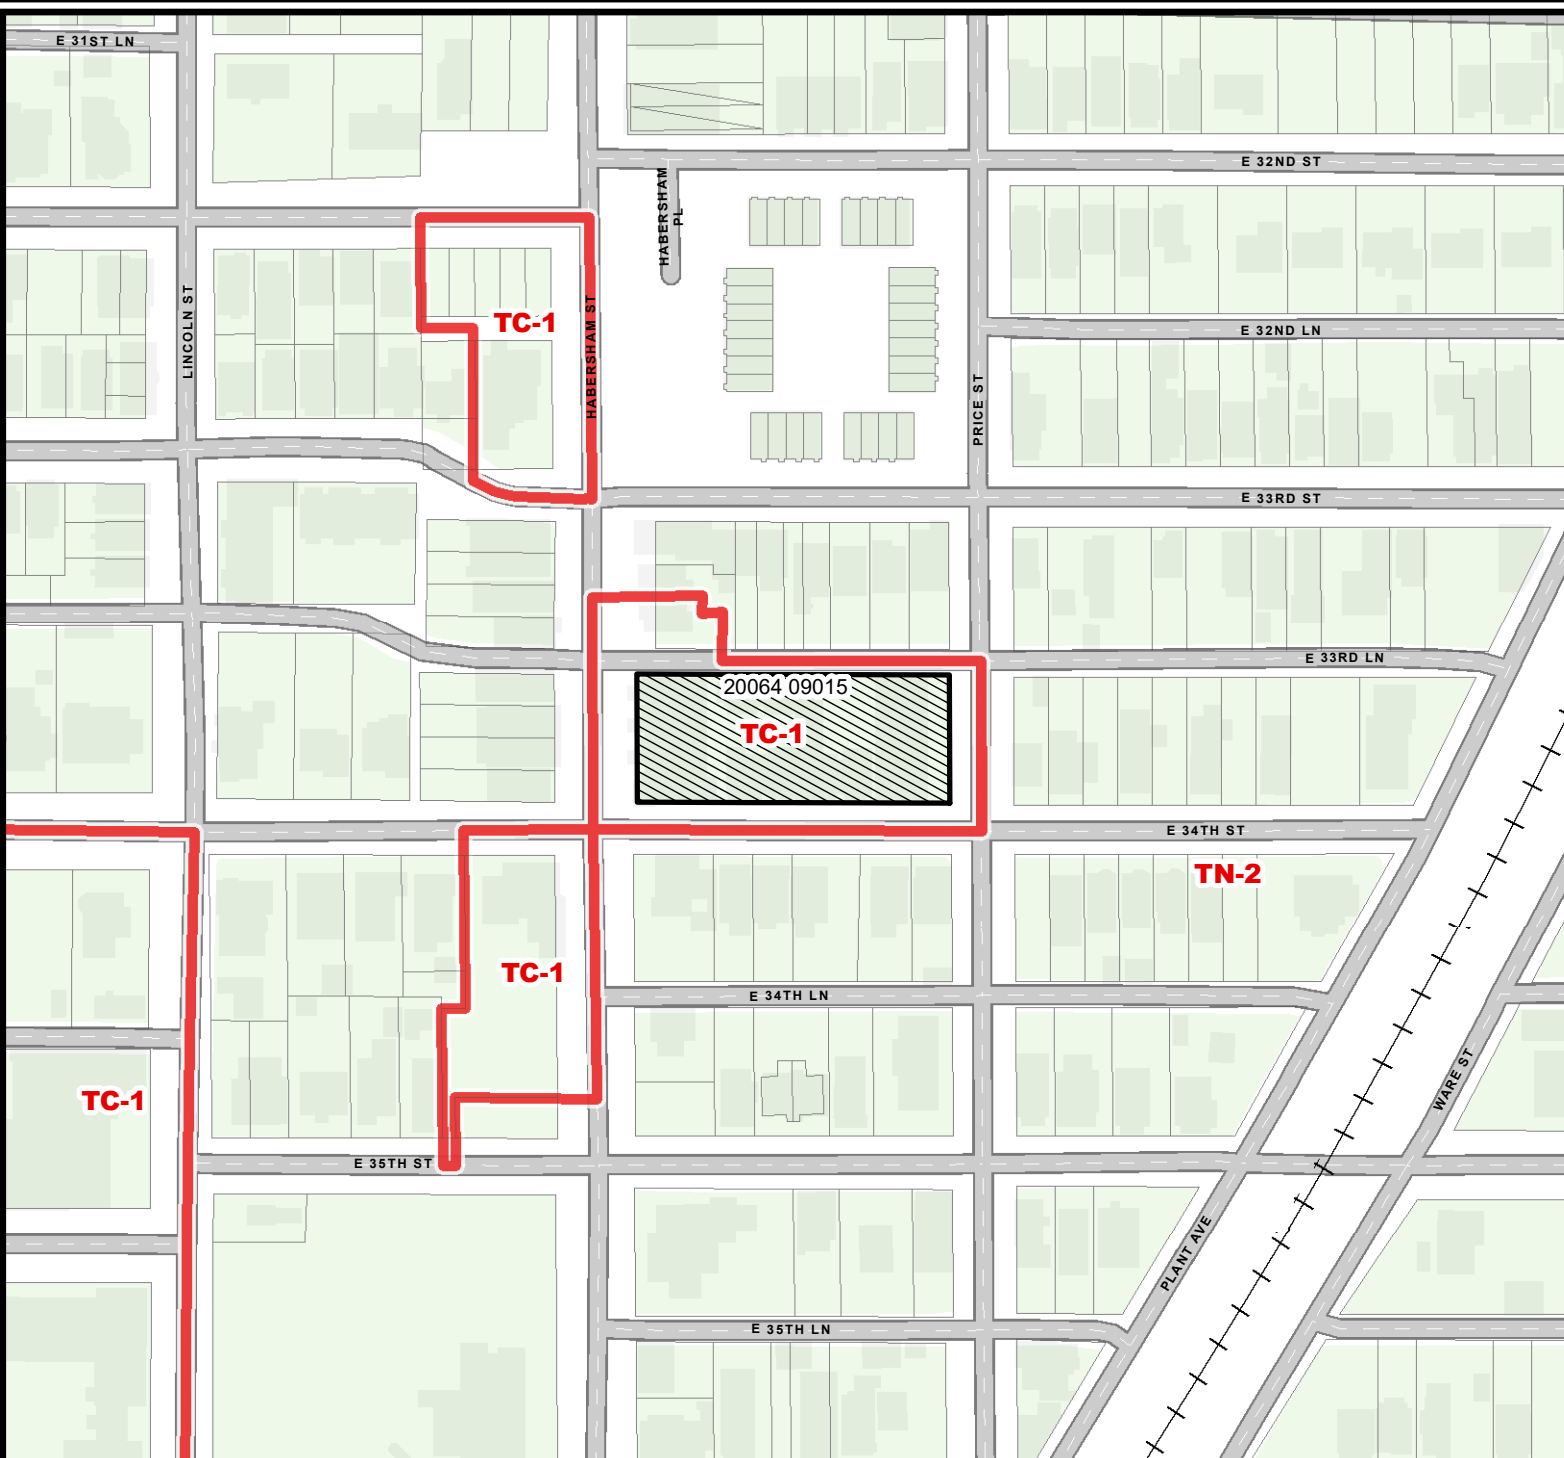 E 31ST LN
E 32ND ST
HABERSHAM
PL
LINCOLN ST
TC-1
HABERSHAM ST
E 32ND LN
PRICE ST
E 33RD ST
E 33RD LN
20064 09015
TC-1
E 34TH ST
TN-2
TC-1
E 34TH LN
TC-1
WARE ST
E 35TH ST
PLANT AVE
E 35TH LN